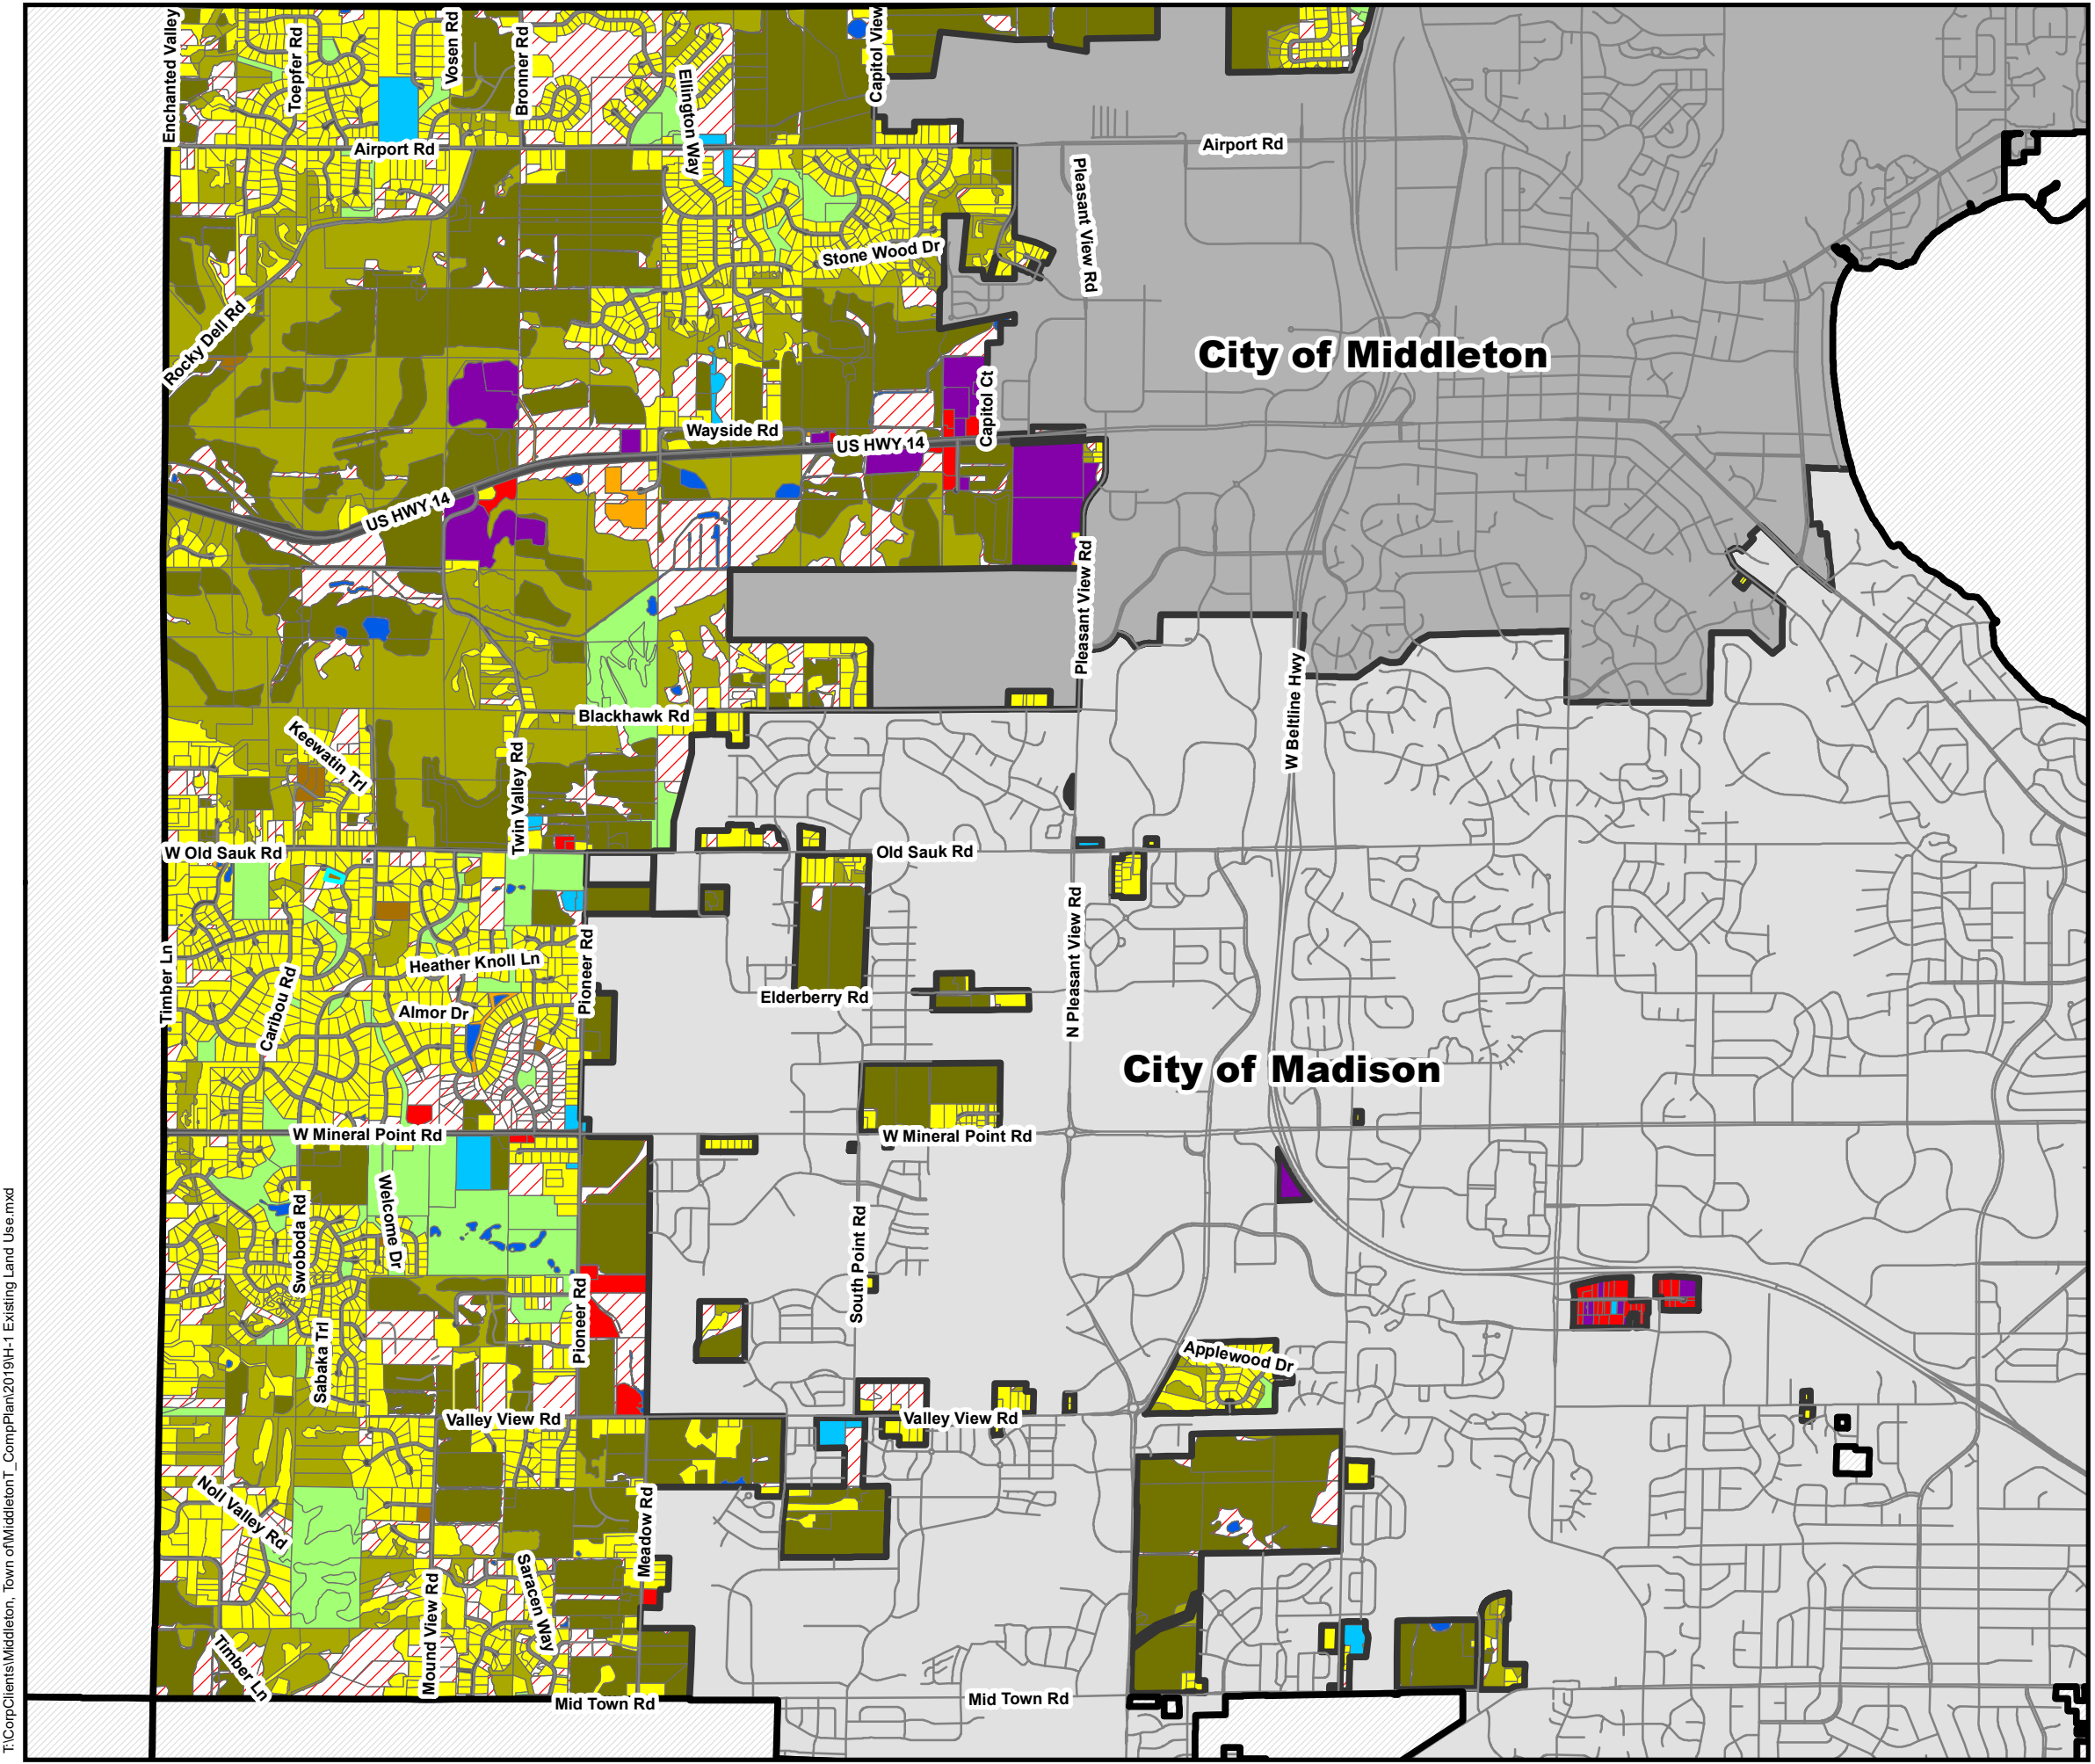 Enchanted Valley
Toepfer Rd
Vosen Rd
Bronner Rd
Ellington Way
Capitol View
Airport Rd
Airport Rd
Pleasant View Rd
Stone Wood Dr
Rocky Dell Rd
City of Middleton
Capitol Ct
Wayside Rd
US HWY 14
US HWY 14
Pleasant View Rd
W Beltline Hwy
Blackhawk Rd
Keewatin Trl
Twin Valley Rd
W Old Sauk Rd
Old Sauk Rd
Timber Ln
Caribou Rd
Heather Knoll Ln
Almor Dr
Pioneer Rd
Elderberry Rd
N Pleasant View Rd
City of Madison
W Mineral Point Rd
W Mineral Point Rd
Swoboda Rd
Welcome Dr
South Point Rd
Pioneer Rd
Sabaka Trl
Applewood Dr
Valley View Rd
Valley View Rd
Noll Valley Rd
Meadow Rd
Saracen Way
Mound View Rd
Timber Ln
Mid Town Rd
Mid Town Rd
T:\CorpClients\Middleton, Town of\MiddletonT_CompPlan\2019\H-1 Existing Land Use.mxd